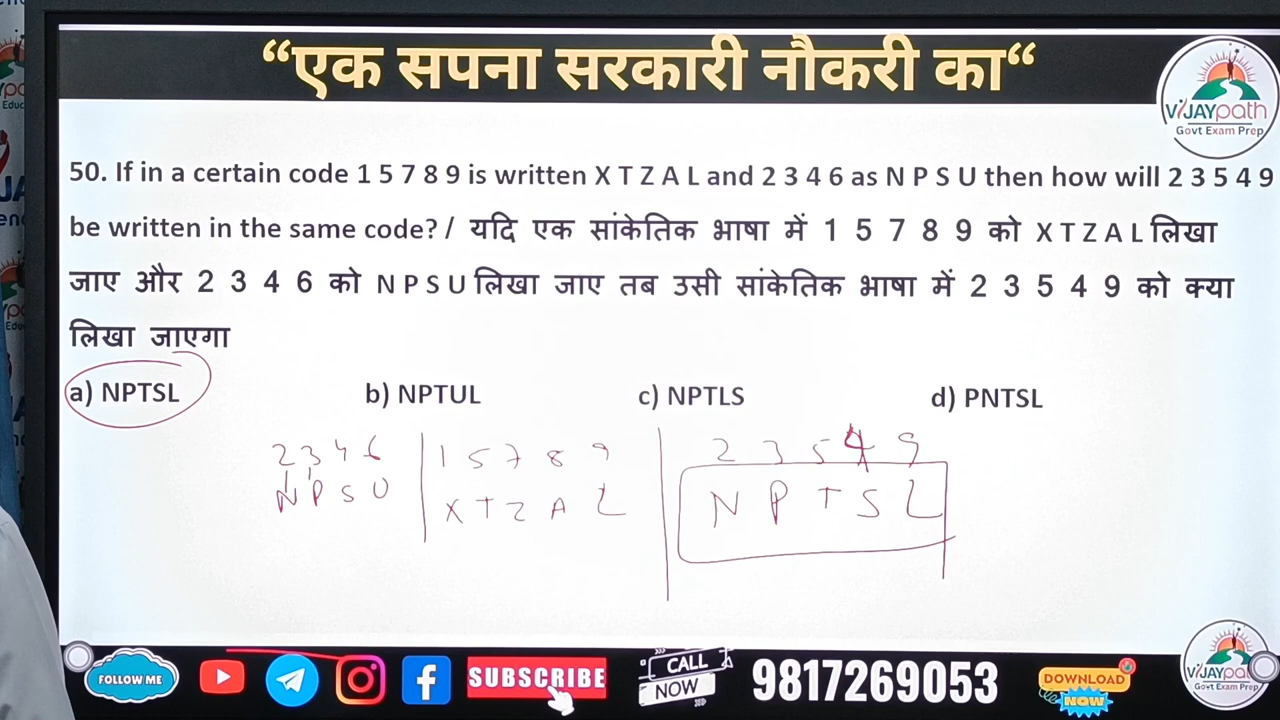 “एक सपना सरकारी नौकरी का“
VIJAYpath
Govt Exam Prep
50. If in a certain code 1 5 7 8 9 is written X T Z A L and 2 3 4 6 as N P S U then how will 2 3 5 4 9
be written in the same code? / यदि एक सांकेतिक भाषा में 1 5 7 8 9 को X T Z A L लिखा
जाए और 2 3 4 6 को N P S U लिखा जाए तब उसी सांकेतिक भाषा में 2 3 5 4 9 को क्या
लिखा जाएगा
a) NPTSL b) NPTUL c) NPTLS d) PNTSL
2 3 4 6 1 5 7 8 9 2 3 5 4 9
N P S U X T Z A L N P T S L
FOLLOW ME SUBSCRIBE CALL NOW 9817269053 DOWNLOAD NOW
VIJAYpath
Govt Exam Prep